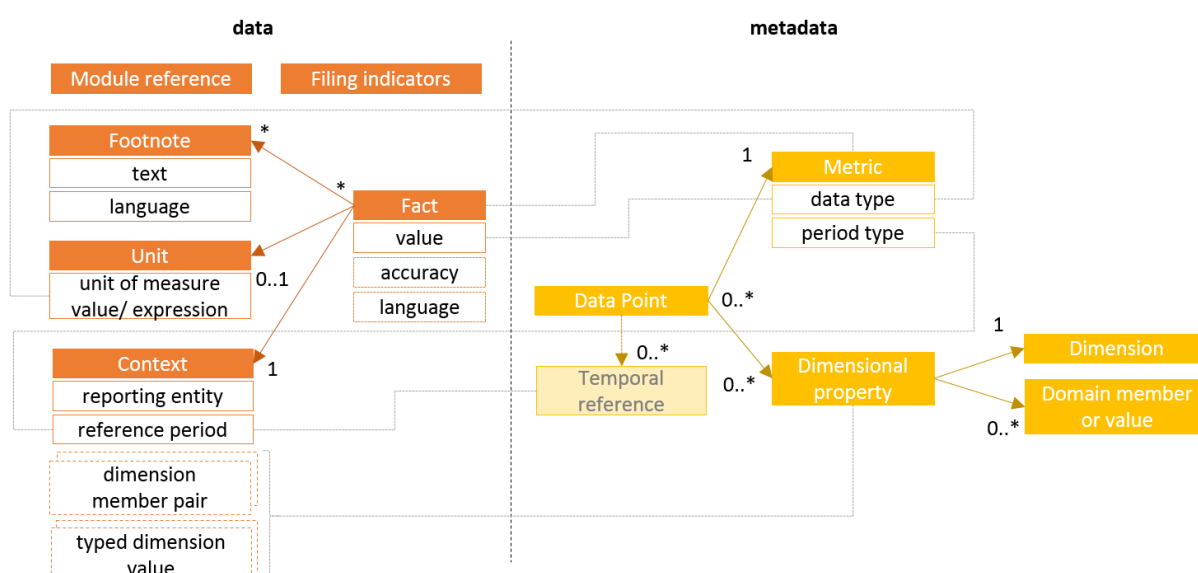 data
metadata
Module reference
Filing indicators
Footnote
*
text
language
*
Fact
value
accuracy
language
Unit
0..1
unit of measure
value/ expression
Context
1
reporting entity
reference period
dimension
member pair
typed dimension
value
1
Metric
data type
period type
Data Point
0..*
0..*
Temporal
reference
0..*
Dimensional
property
1
Dimension
Domain member
or value
0..*